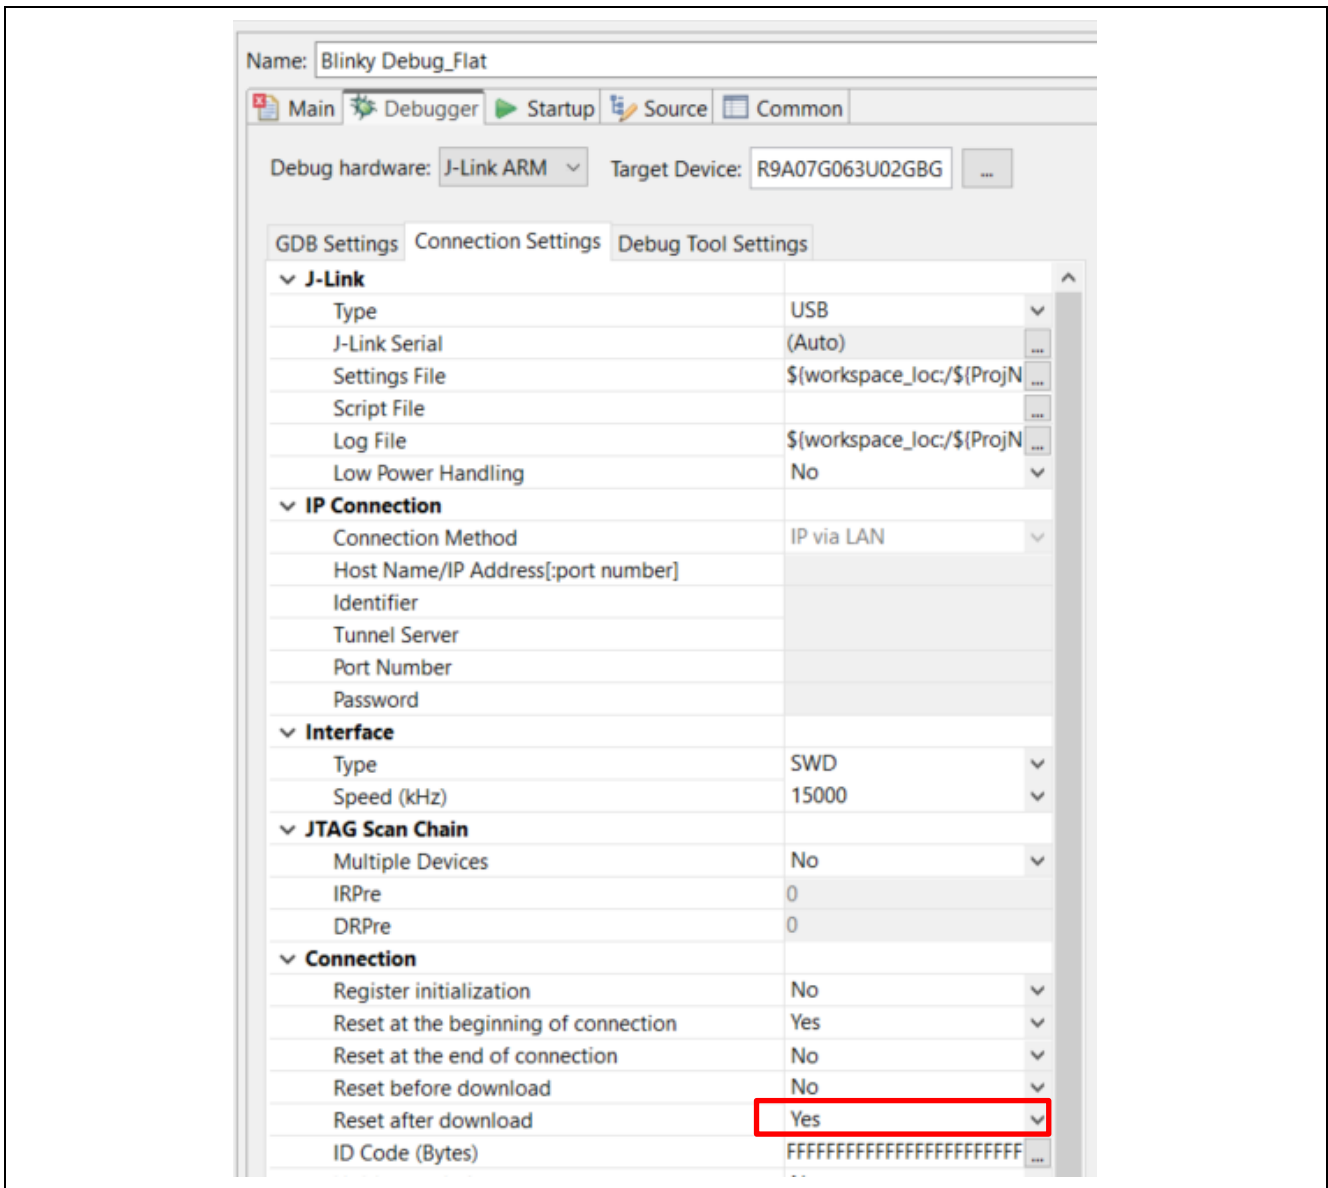 Name: Blinky Debug_Flat
Main Debugger Startup Source Common
Debug hardware: J-Link ARM Target Device: R9A07G063U02GBG ...
GDB Settings Connection Settings Debug Tool Settings
J-Link
Type USB
J-Link Serial (Auto) ...
Settings File ${workspace_loc:/${ProjN ...
Script File ...
Log File ${workspace_loc:/${ProjN ...
Low Power Handling No
IP Connection
Connection Method IP via LAN
Host Name/IP Address[:port number]
Identifier
Tunnel Server
Port Number
Password
Interface
Type SWD
Speed (kHz) 15000
JTAG Scan Chain
Multiple Devices No
IRPre 0
DRPre 0
Connection
Register initialization No
Reset at the beginning of connection Yes
Reset at the end of connection No
Reset before download No
Reset after download Yes
ID Code (Bytes) FFFFFFFFFFFFFFFFFFFFFFFF ...